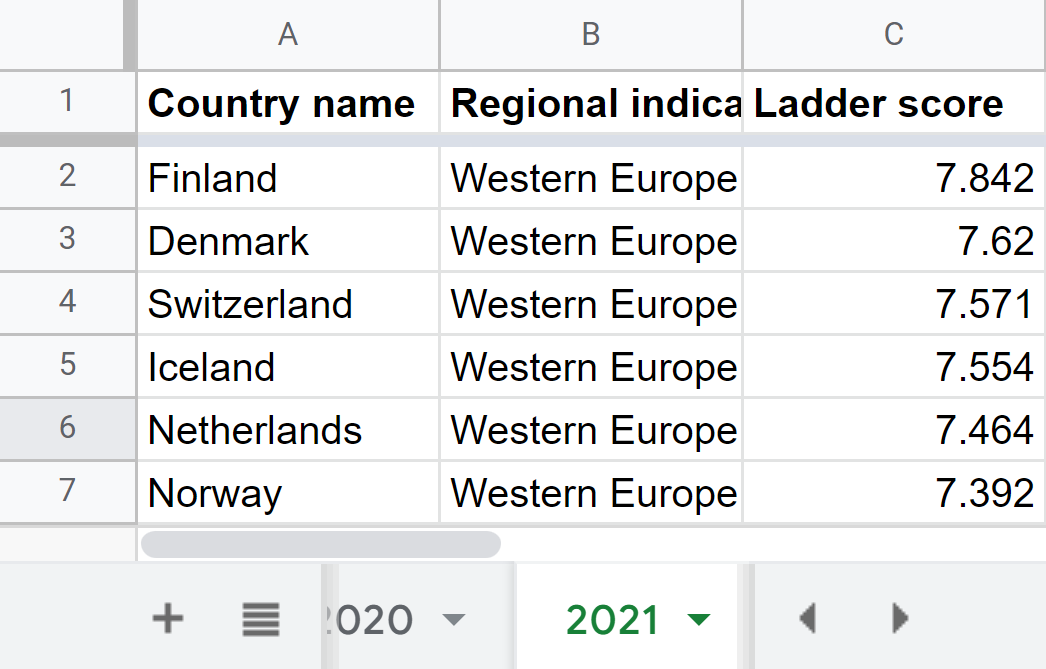 A B C
1 Country name Regional indica Ladder score
2 Finland Western Europe 7.842
3 Denmark Western Europe 7.62
4 Switzerland Western Europe 7.571
5 Iceland Western Europe 7.554
6 Netherlands Western Europe 7.464
7 Norway Western Europe 7.392
2020 2021